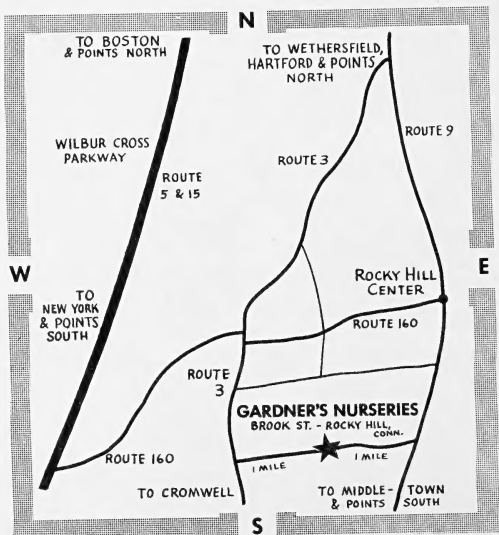 N
TO BOSTON
& POINTS NORTH
TO WETHERSFIELD,
HARTFORD & POINTS
NORTH
WILBUR CROSS
PARKWAY
ROUTE
5 & 15
ROUTE 3
ROUTE 9
W
E
ROCKY HILL
CENTER
TO
NEW YORK
& POINTS
SOUTH
ROUTE 160
ROUTE
3
GARDNER'S NURSERIES
BROOK ST. - ROCKY HILL,
CONN.
ROUTE 160
1 MILE
1 MILE
TO CROMWELL
TO MIDDLE- TOWN
& POINTS SOUTH
S